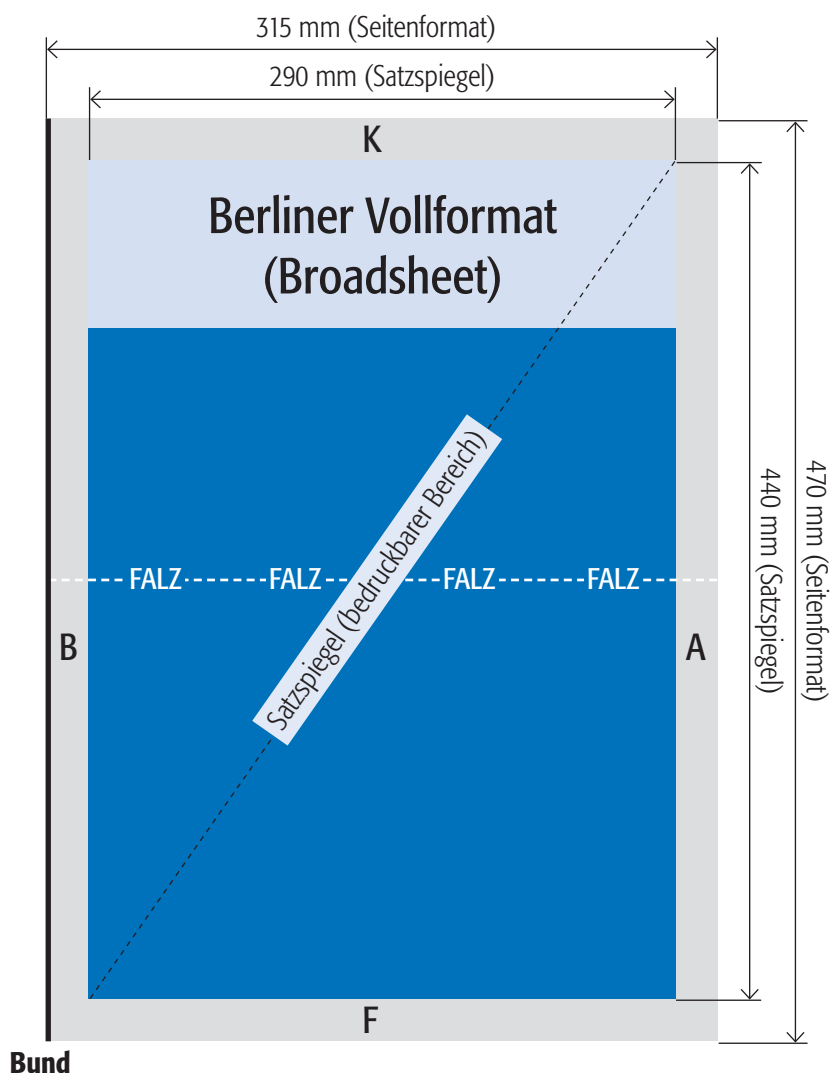 315 mm (Seitenformat)
290 mm (Satzspiegel)
K
Berliner Vollformat
(Broadsheet)
Satzspiegel (bedruckbarer Bereich)
FALZ FALZ FALZ FALZ
B
A
440 mm (Satzspiegel)
470 mm (Seitenformat)
F
Bund